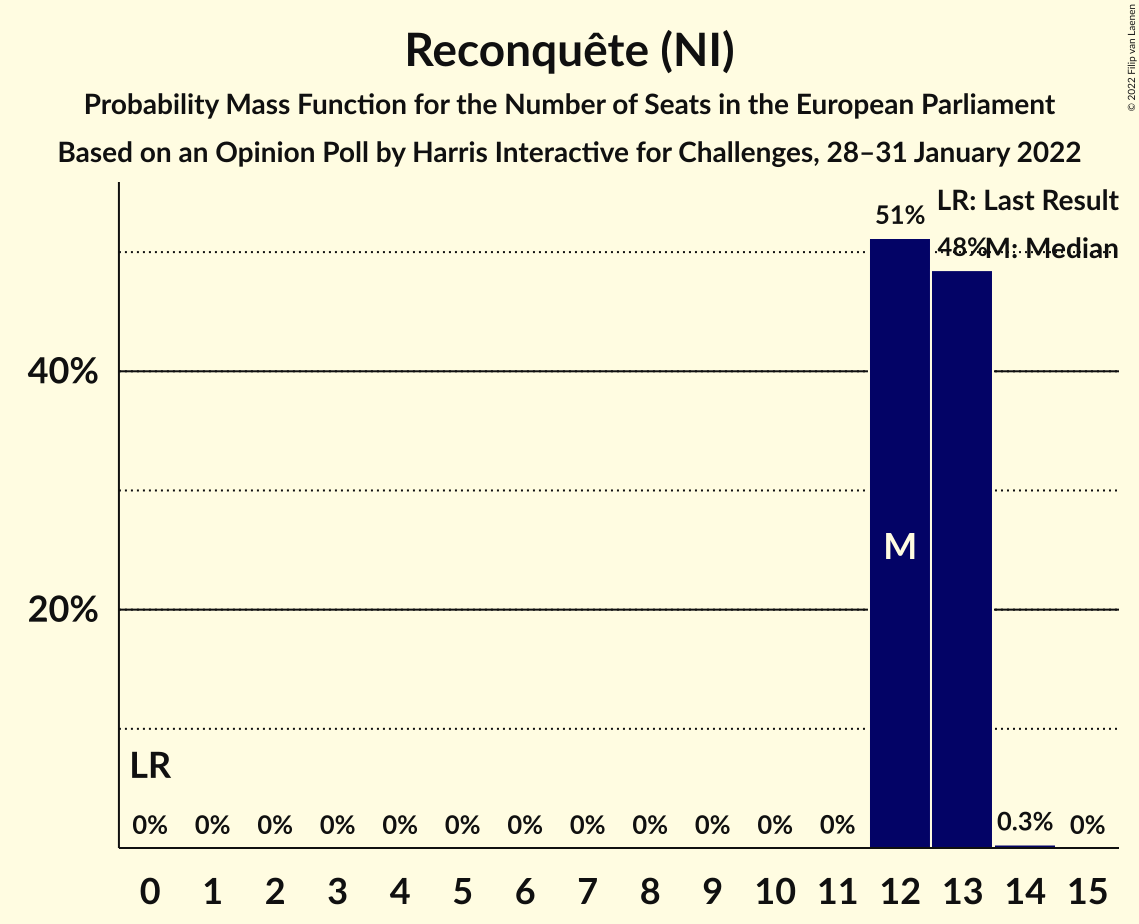 Reconquête (NI)
Probability Mass Function for the Number of Seats in the European Parliament
Based on an Opinion Poll by Harris Interactive for Challenges, 28–31 January 2022
© 2022 Filip van Laenen
LR: Last Result
M: Median
51%
48%
40%
20%
M
LR
0% 0% 0% 0% 0% 0% 0% 0% 0% 0% 0% 0% 0.3% 0%
0 1 2 3 4 5 6 7 8 9 10 11 12 13 14 15